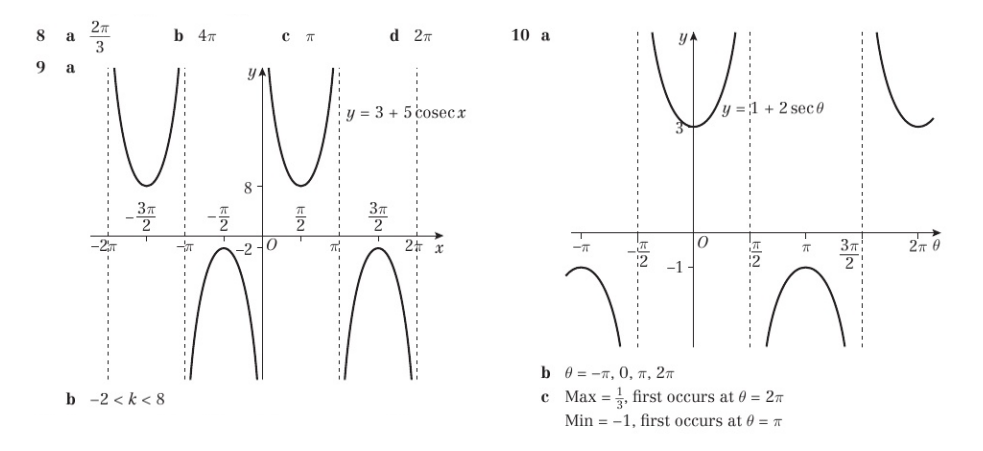 8 a 2π/3 b 4π c π d 2π
9 a
y
y = 3 + 5 cosec x
8
-3π/2 -π/2 π/2 3π/2
-2π -π -2 O π 2π x
b -2 < k < 8
10 a
y
y = 1 + 2 sec θ
3
-π -π/2 O π/2 π 3π/2 2π θ
-1
b θ = -π, 0, π, 2π
c Max = 1/3, first occurs at θ = 2π
Min = -1, first occurs at θ = π